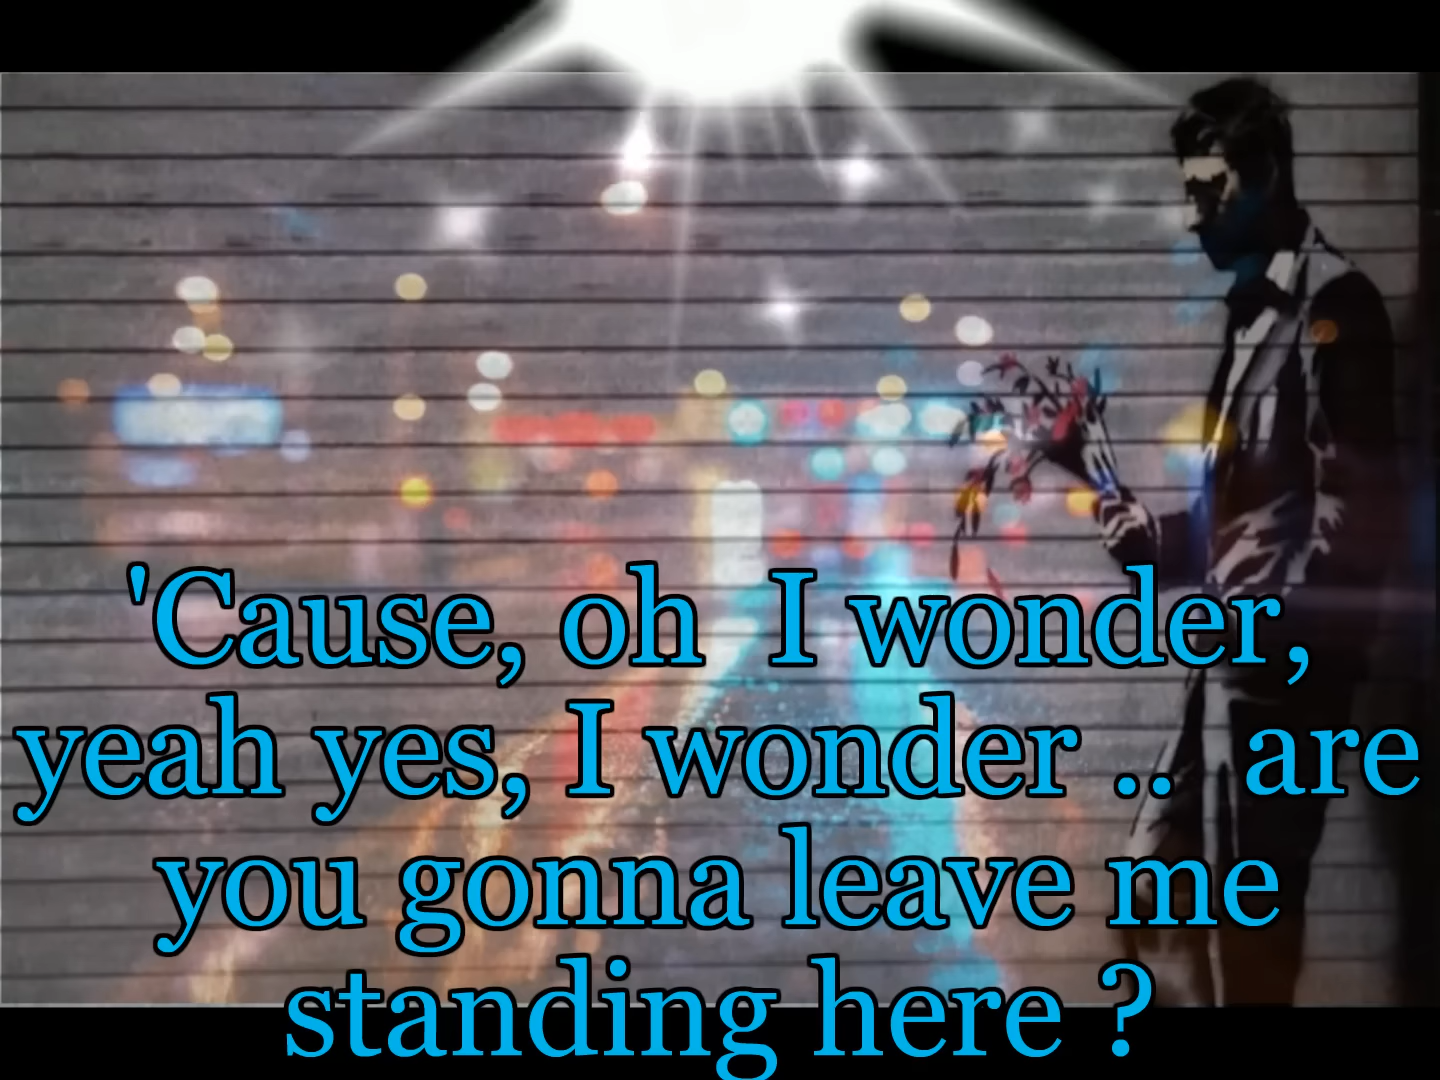 'Cause, oh I wonder,
yeah yes, I wonder .. are
you gonna leave me
standing here ?